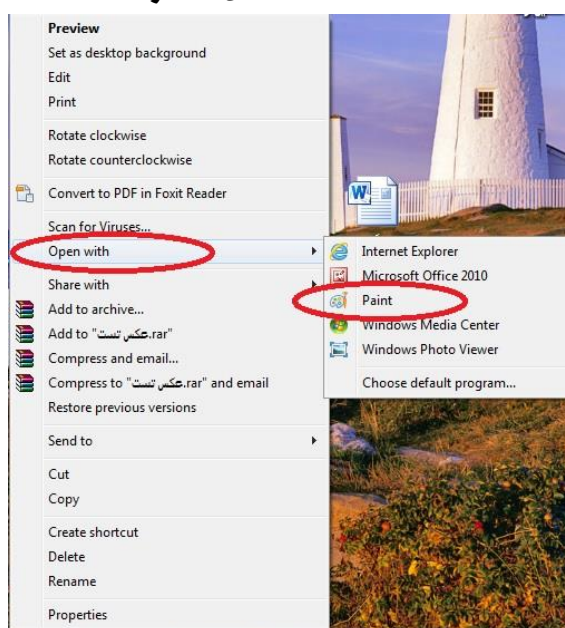 Preview
Set as desktop background
Edit
Print
Rotate clockwise
Rotate counterclockwise
Convert to PDF in Foxit Reader
Scan for Viruses...
Open with
Share with
Add to archive...
Add to "عکس تست.rar"
Compress and email...
Compress to "عکس تست.rar" and email
Restore previous versions
Send to
Cut
Copy
Create shortcut
Delete
Rename
Properties
Internet Explorer
Microsoft Office 2010
Paint
Windows Media Center
Windows Photo Viewer
Choose default program...